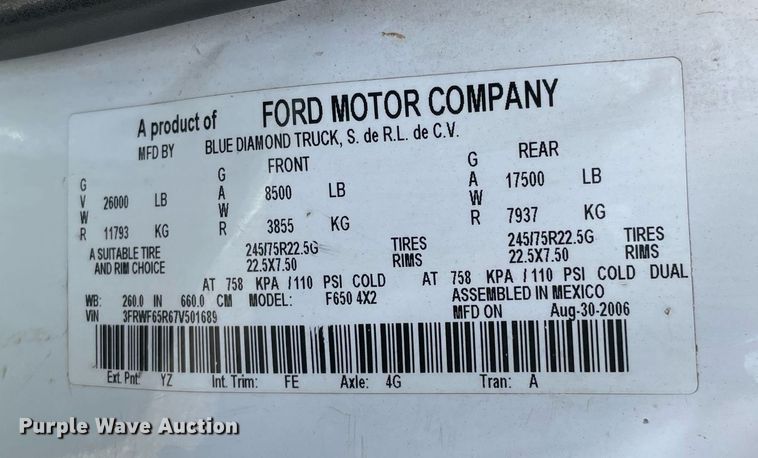 A product of FORD MOTOR COMPANY
MFD BY BLUE DIAMOND TRUCK, S. de R.L. de C.V.
FRONT REAR
GVWR 26000 LB GAWR 8500 LB GAWR 17500 LB
11793 KG 3855 KG 7937 KG
A SUITABLE TIRE 245/75R22.5G TIRES 245/75R22.5G TIRES
AND RIM CHOICE 22.5X7.50 RIMS 22.5X7.50 RIMS
AT 758 KPA /110 PSI COLD AT 758 KPA /110 PSI COLD DUAL
WB: 260.0 IN 660.0 CM MODEL: F650 4X2 ASSEMBLED IN MEXICO
VIN 3FRWF65R67V501689 MFD ON Aug-30-2006
Ext. Pnt: YZ Int. Trim: FE Axle: 4G Tran: A
Purple Wave Auction